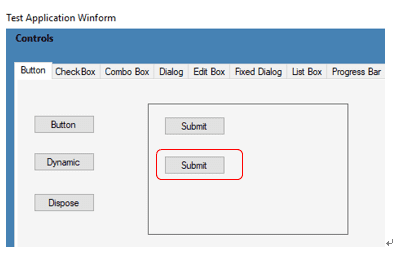 Test Application Winform
Controls
Button CheckBox Combo Box Dialog Edit Box Fixed Dialog List Box Progress Bar
Button Submit
Dynamic Submit
Dispose